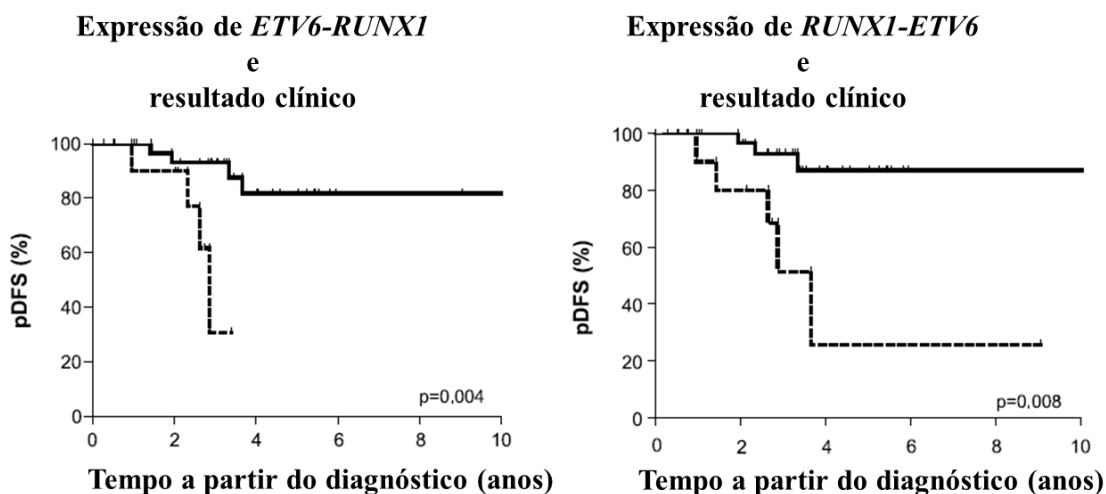 Expressão de ETV6-RUNX1
e
resultado clínico
pDFS (%)
100
80
60
40
20
0
0 2 4 6 8 10
p=0,004
Tempo a partir do diagnóstico (anos)
Expressão de RUNX1-ETV6
e
resultado clínico
pDFS (%)
100
80
60
40
20
0
0 2 4 6 8 10
p=0,008
Tempo a partir do diagnóstico (anos)